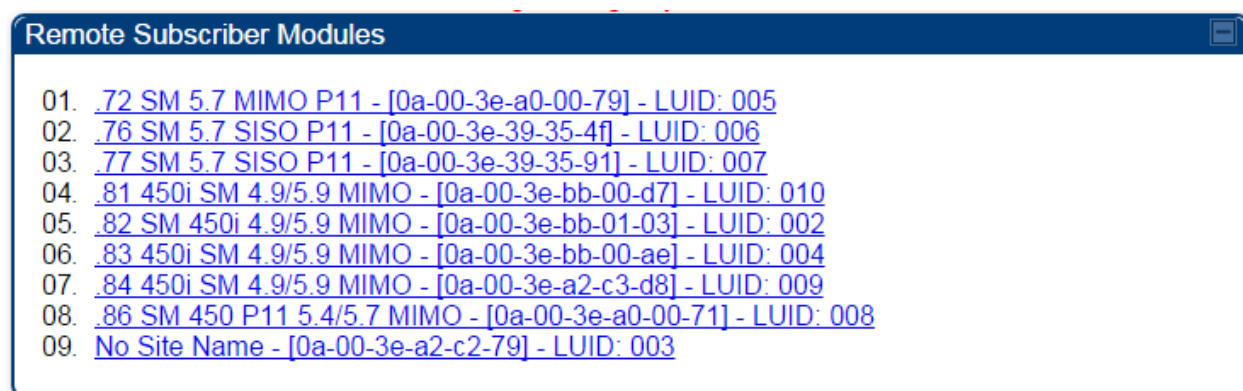 Remote Subscriber Modules
01. .72 SM 5.7 MIMO P11 - [0a-00-3e-a0-00-79] - LUID: 005
02. .76 SM 5.7 SISO P11 - [0a-00-3e-39-35-4f] - LUID: 006
03. .77 SM 5.7 SISO P11 - [0a-00-3e-39-35-91] - LUID: 007
04. .81 450i SM 4.9/5.9 MIMO - [0a-00-3e-bb-00-d7] - LUID: 010
05. .82 SM 450i 4.9/5.9 MIMO - [0a-00-3e-bb-01-03] - LUID: 002
06. .83 450i SM 4.9/5.9 MIMO - [0a-00-3e-bb-00-ae] - LUID: 004
07. .84 450i SM 4.9/5.9 MIMO - [0a-00-3e-a2-c3-d8] - LUID: 009
08. .86 SM 450 P11 5.4/5.7 MIMO - [0a-00-3e-a0-00-71] - LUID: 008
09. No Site Name - [0a-00-3e-a2-c2-79] - LUID: 003